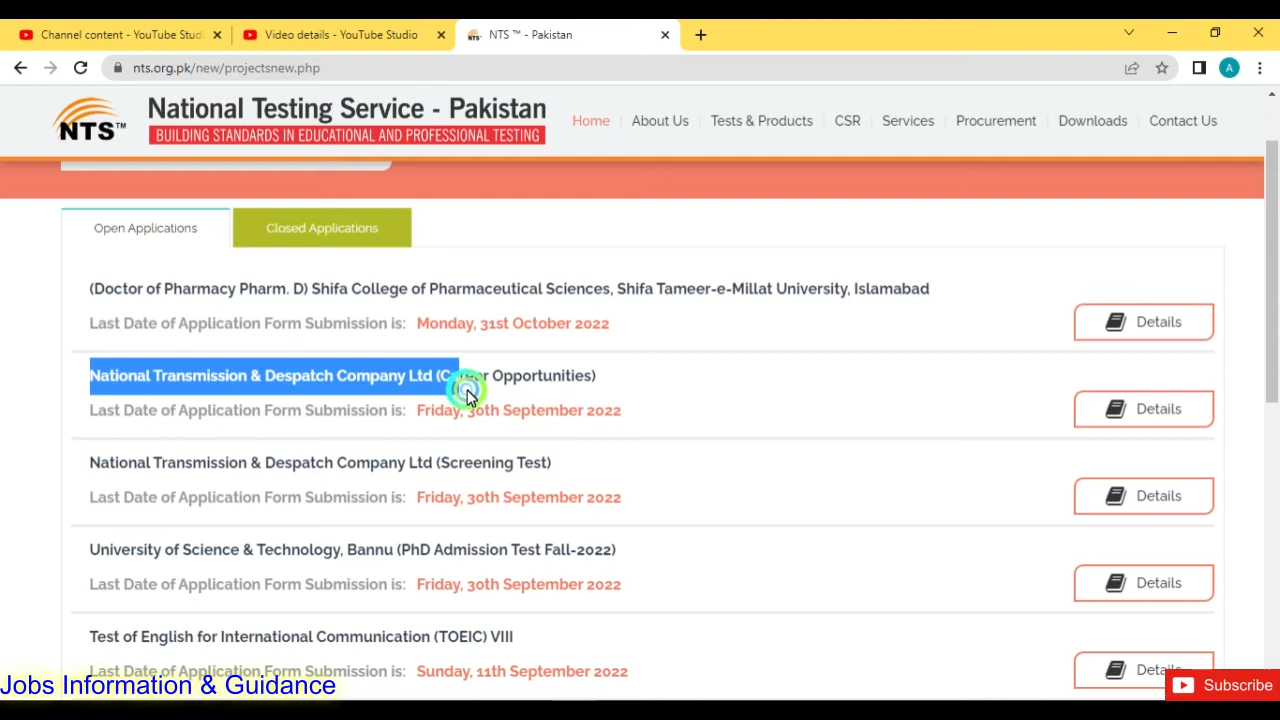 Channel content - YouTube Stud
Video details - YouTube Studio
NTS ™ - Pakistan
nts.org.pk/new/projectsnew.php
A
NTS™
National Testing Service - Pakistan
BUILDING STANDARDS IN EDUCATIONAL AND PROFESSIONAL TESTING
Home
About Us
Tests & Products
CSR
Services
Procurement
Downloads
Contact Us
Open Applications
Closed Applications
(Doctor of Pharmacy Pharm. D) Shifa College of Pharmaceutical Sciences, Shifa Tameer-e-Millat University, Islamabad
Last Date of Application Form Submission is: Monday, 31st October 2022
Details
National Transmission & Despatch Company Ltd (Career Opportunities)
Last Date of Application Form Submission is: Friday, 30th September 2022
Details
National Transmission & Despatch Company Ltd (Screening Test)
Last Date of Application Form Submission is: Friday, 30th September 2022
Details
University of Science & Technology, Bannu (PhD Admission Test Fall-2022)
Last Date of Application Form Submission is: Friday, 30th September 2022
Details
Test of English for International Communication (TOEIC) VIII
Last Date of Application Form Submission is: Sunday, 11th September 2022
Details
Jobs Information & Guidance
Subscribe